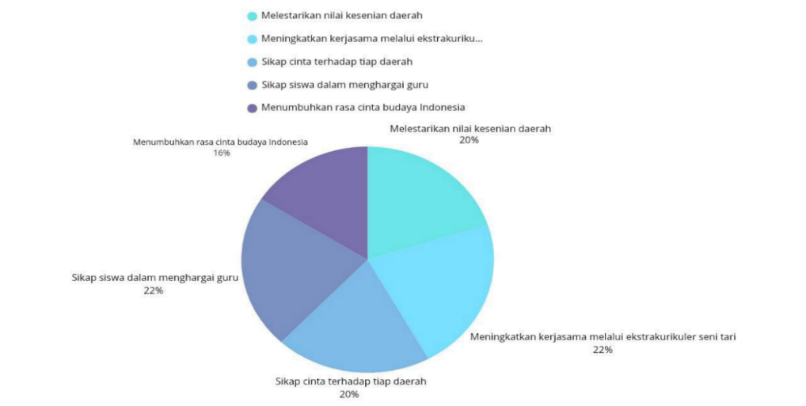 Melestarikan nilai kesenian daerah
Meningkatkan kerjasama melalui ekstrakuriku...
Sikap cinta terhadap tiap daerah
Sikap siswa dalam menghargai guru
Menumbuhkan rasa cinta budaya Indonesia
Melestarikan nilai kesenian daerah
20%
Menumbuhkan rasa cinta budaya Indonesia
16%
Sikap siswa dalam menghargai guru
22%
Meningkatkan kerjasama melalui ekstrakurikuler seni tari
22%
Sikap cinta terhadap tiap daerah
20%